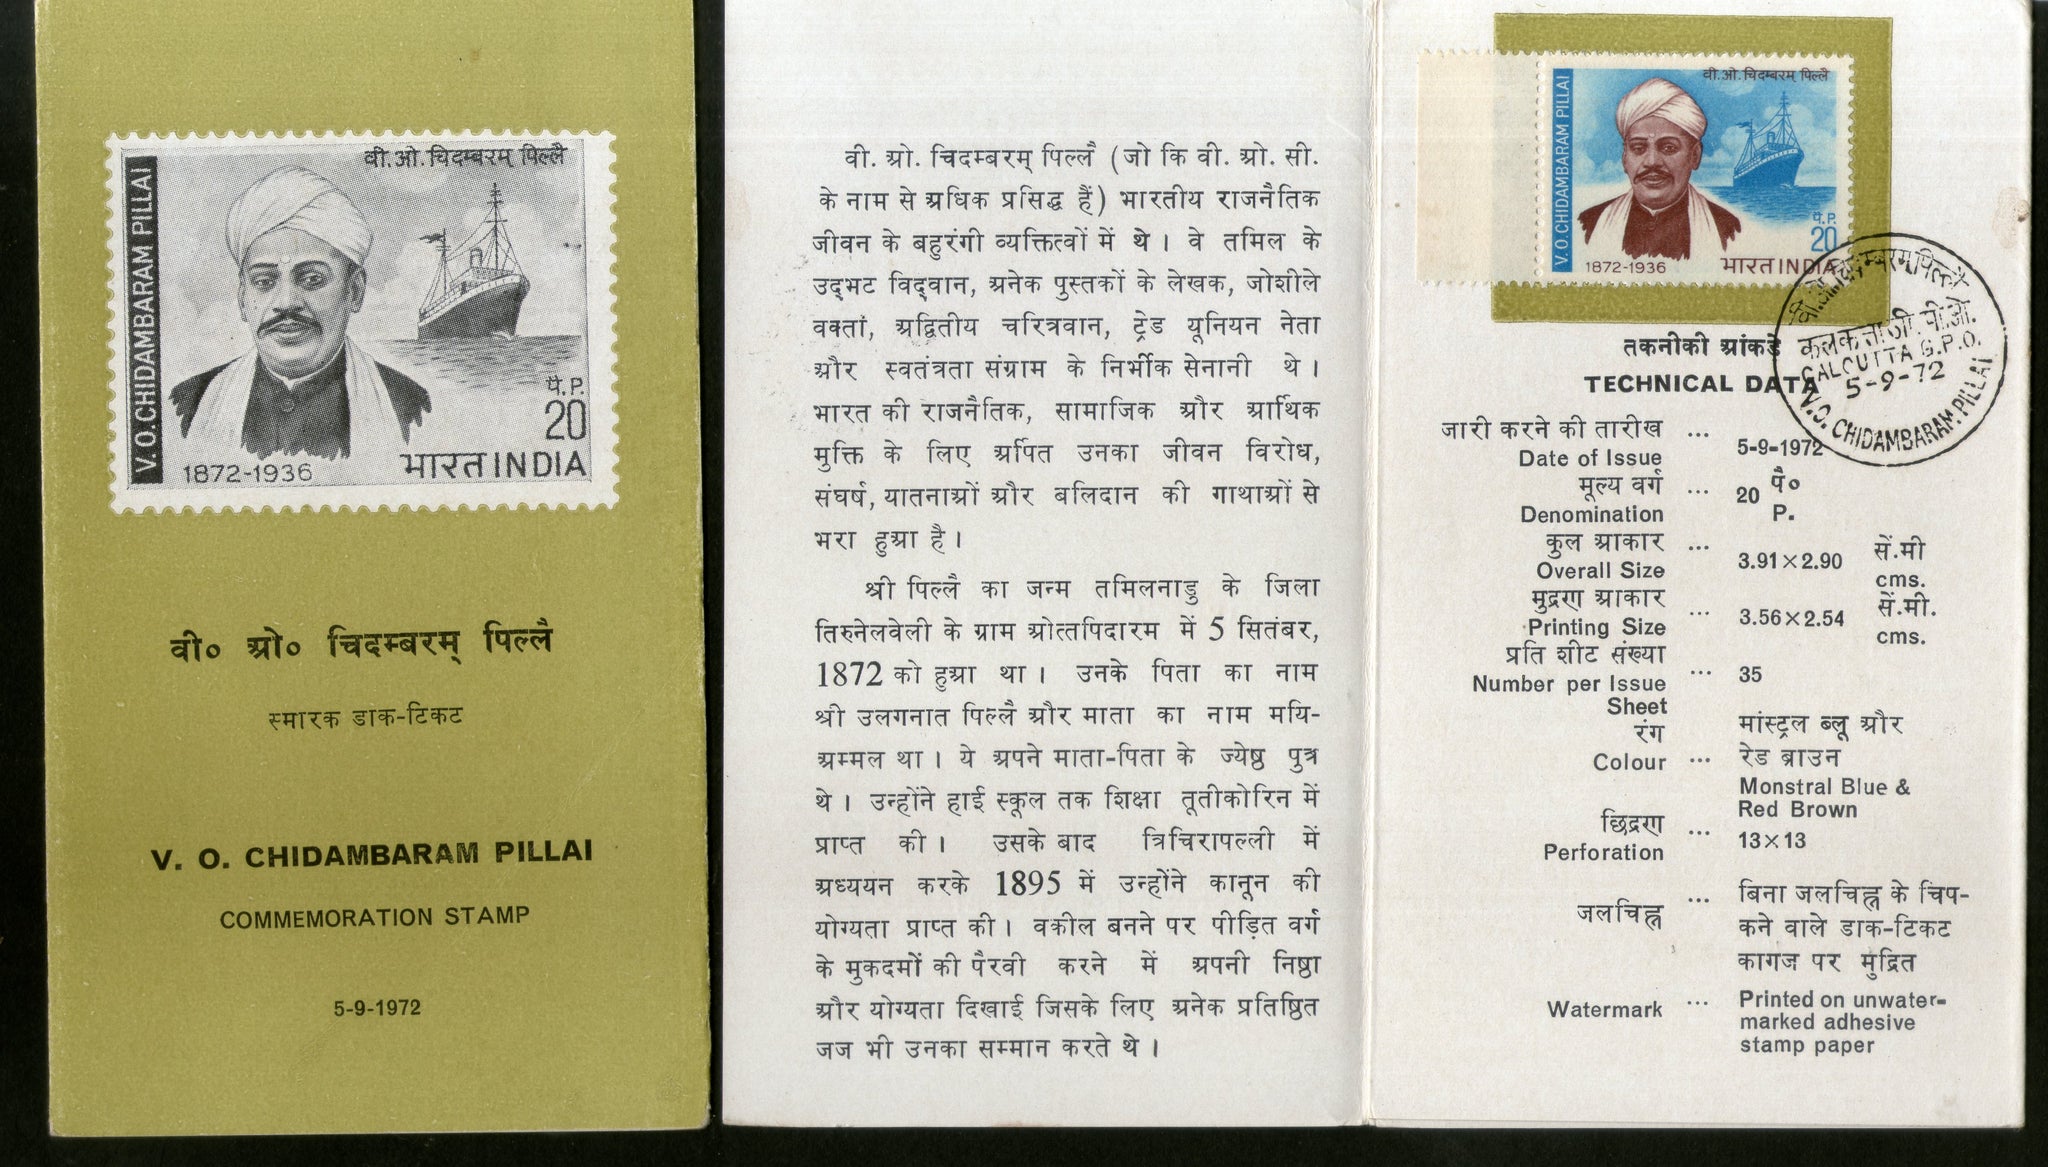 वी.ओ.चिदम्बरम् पिल्लै
V.O.CHIDAMBARAM PILLAI
पै.P.
20
1872-1936
भारत INDIA
वी० ओ० चिदम्बरम् पिल्लै
स्मारक डाक-टिकट
V. O. CHIDAMBARAM PILLAI
COMMEMORATION STAMP
5-9-1972
वी. ओ. चिदम्बरम् पिल्लै (जो कि वी. ओ. सी.
के नाम से अधिक प्रसिद्ध हैं) भारतीय राजनैतिक
जीवन के बहुरंगी व्यक्तित्वों में थे। वे तमिल के
उद्भट विद्वान, अनेक पुस्तकों के लेखक, जोशीले
वक्ता, अद्वितीय चरित्रवान, ट्रेड यूनियन नेता
और स्वतंत्रता संग्राम के निर्भीक सेनानी थे।
भारत की राजनैतिक, सामाजिक और आर्थिक
मुक्ति के लिए अर्पित उनका जीवन विरोध,
संघर्ष, यातनाओं और बलिदान की गाथाओं से
भरा हुआ है।
श्री पिल्लै का जन्म तमिलनाडु के जिला
तिरुनेलवेली के ग्राम ओत्तपिदारम में 5 सितंबर,
1872 को हुआ था। उनके पिता का नाम
श्री उलगनात पिल्लै और माता का नाम मयि-
अम्मल था। ये अपने माता-पिता के ज्येष्ठ पुत्र
थे। उन्होंने हाई स्कूल तक शिक्षा तूतीकोरिन में
प्राप्त की। उसके बाद त्रिचिरापल्ली में
अध्ययन करके 1895 में उन्होंने कानून की
योग्यता प्राप्त की। वकील बनने पर पीड़ित वर्ग
के मुकदमों की पैरवी करने में अपनी निष्ठा
और योग्यता दिखाई जिसके लिए अनेक प्रतिष्ठित
जज भी उनका सम्मान करते थे।
वी.ओ.चिदम्बरम् पिल्लै
V.O.CHIDAMBARAM PILLAI
पै.P.
20
1872-1936
भारत INDIA
वी.ओ.चिदम्बरम् पिल्लै
कलकत्ता जी.पी.ओ.
CALCUTTA G.P.O.
5-9-72
V.O. CHIDAMBARAM.PILLAI
तकनीकी आंकड़े
TECHNICAL DATA
जारी करने की तारीख ...
Date of Issue 5-9-1972
मूल्य वर्ग ... 20 पै०
Denomination P.
कुल आकार ... 3.91×2.90 सें.मी
Overall Size cms.
मुद्रण आकार ... 3.56×2.54 सें.मी.
Printing Size cms.
प्रति शीट संख्या ... 35
Number per Issue
Sheet
रंग मांस्ट्रल ब्लू और
Colour ... रेड ब्राउन
Monstral Blue &
Red Brown
छिद्रण ... 13×13
Perforation
जलचिह्न ... बिना जलचिह्न के चिप-
कने वाले डाक-टिकट
कागज पर मुद्रित
Watermark ... Printed on unwater-
marked adhesive
stamp paper